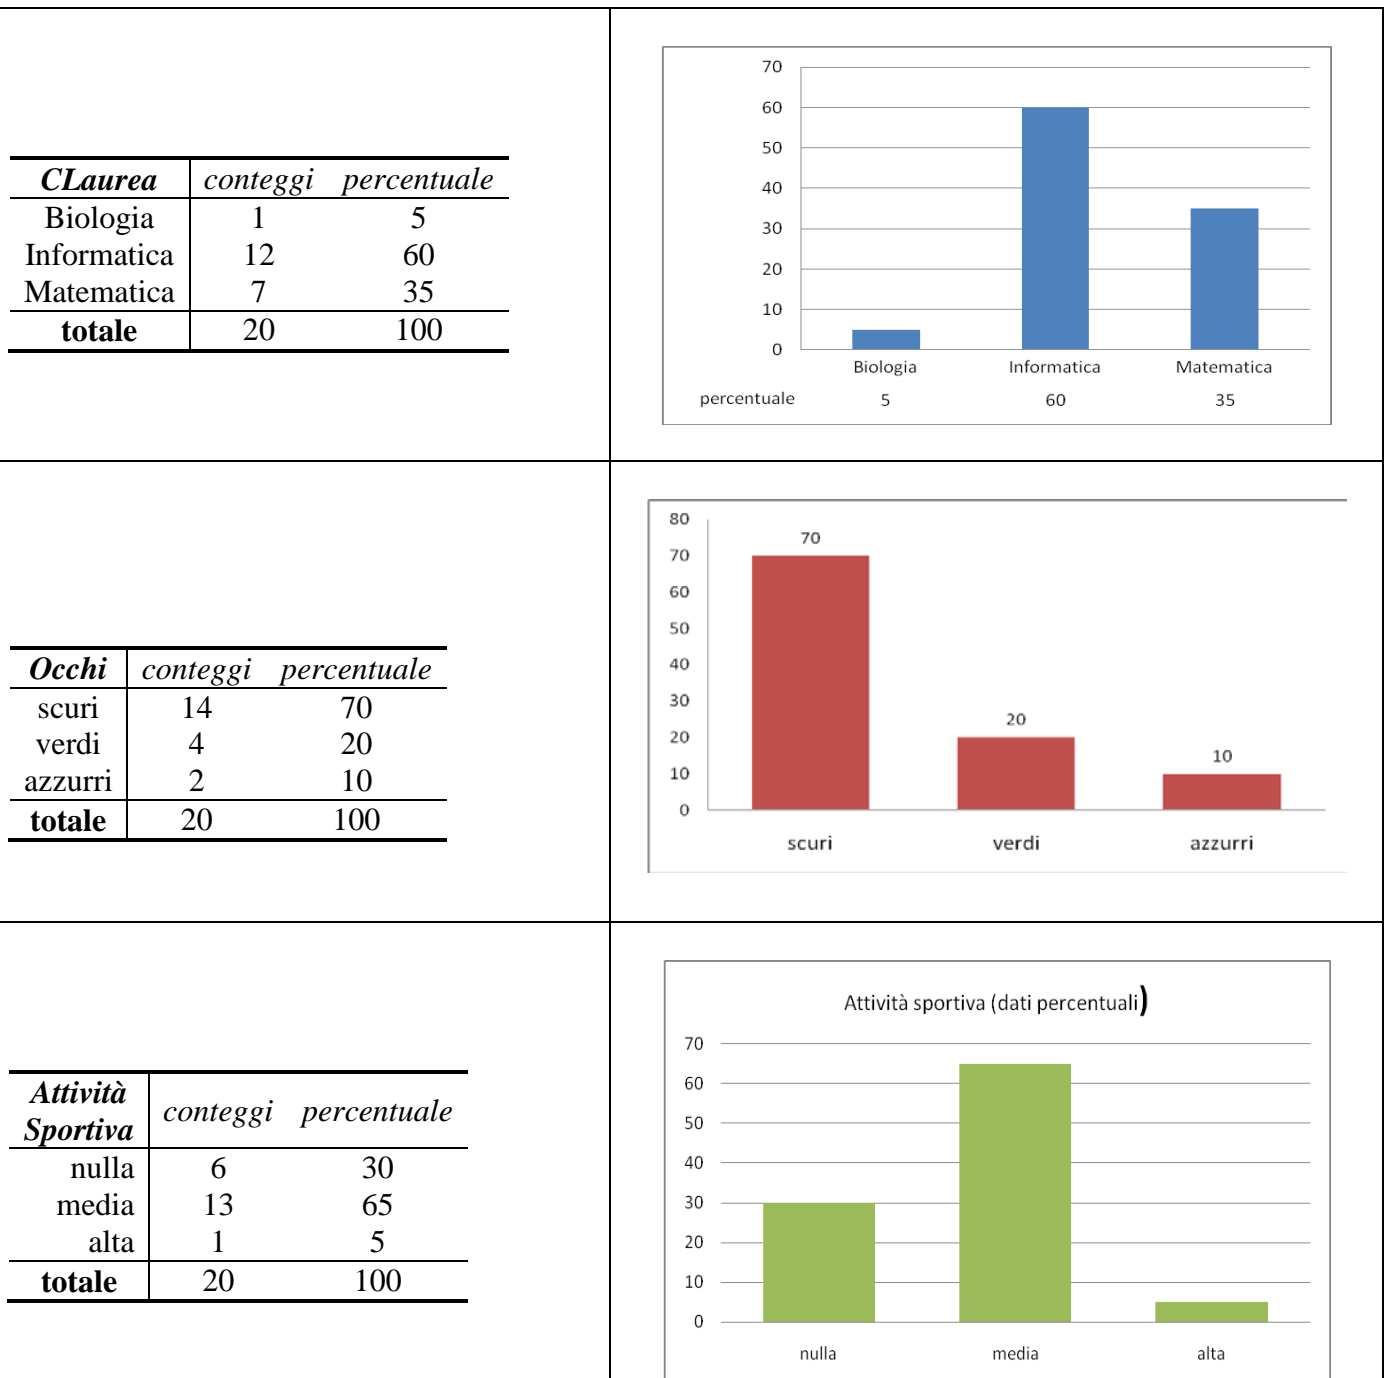 CLaurea conteggi percentuale
Biologia 1 5
Informatica 12 60
Matematica 7 35
totale 20 100
70
60
50
40
30
20
10
0
Biologia Informatica Matematica
percentuale 5 60 35
Occhi conteggi percentuale
scuri 14 70
verdi 4 20
azzurri 2 10
totale 20 100
80
70
60
50
40
30
20
10
0
70
20
10
scuri verdi azzurri
Attività
Sportiva conteggi percentuale
nulla 6 30
media 13 65
alta 1 5
totale 20 100
Attività sportiva (dati percentuali)
70
60
50
40
30
20
10
0
nulla media alta